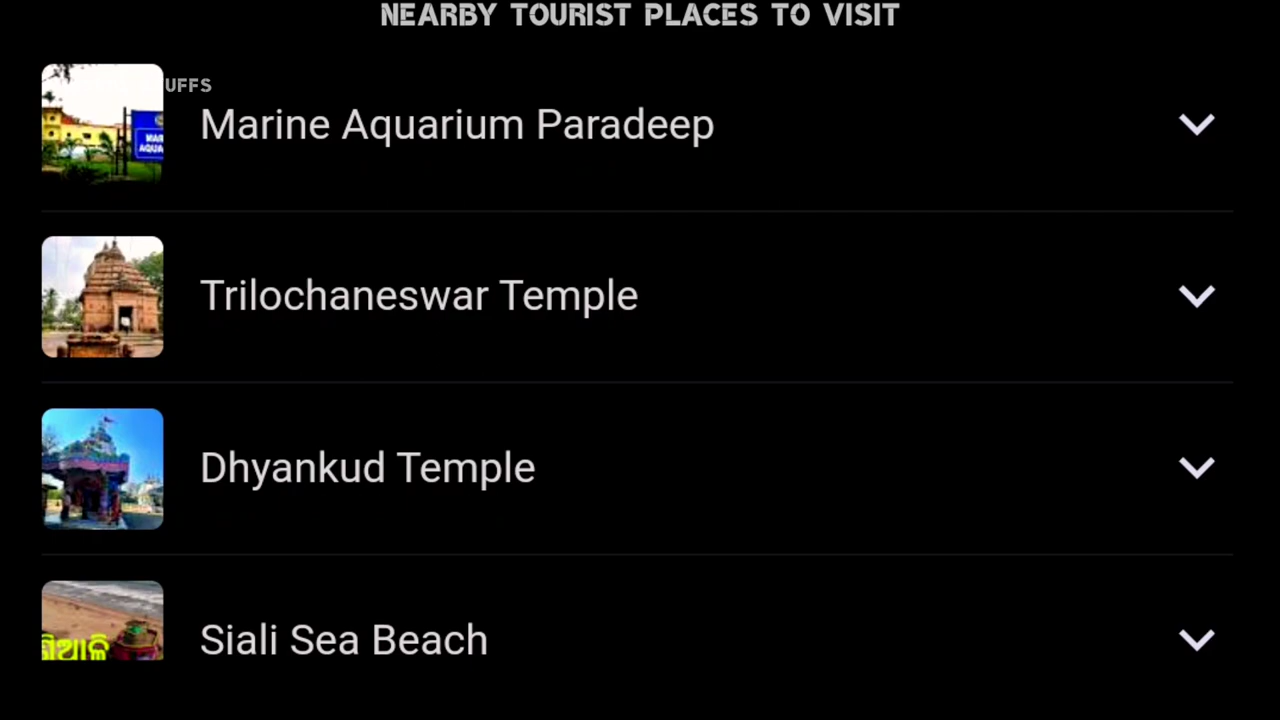 NEARBY TOURIST PLACES TO VISIT
UFFS
Marine Aquarium Paradeep
Trilochaneswar Temple
Dhyankud Temple
Siali Sea Beach